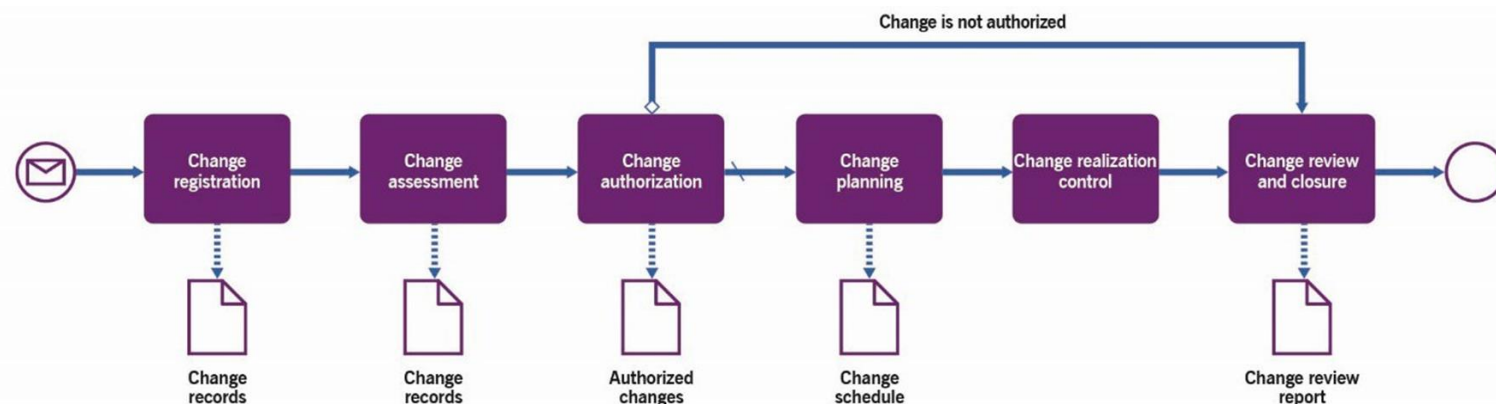 Change is not authorized
Change
registration
Change
assessment
Change
authorization
Change
planning
Change realization
control
Change review
and closure
Change
records
Change
records
Authorized
changes
Change
schedule
Change review
report